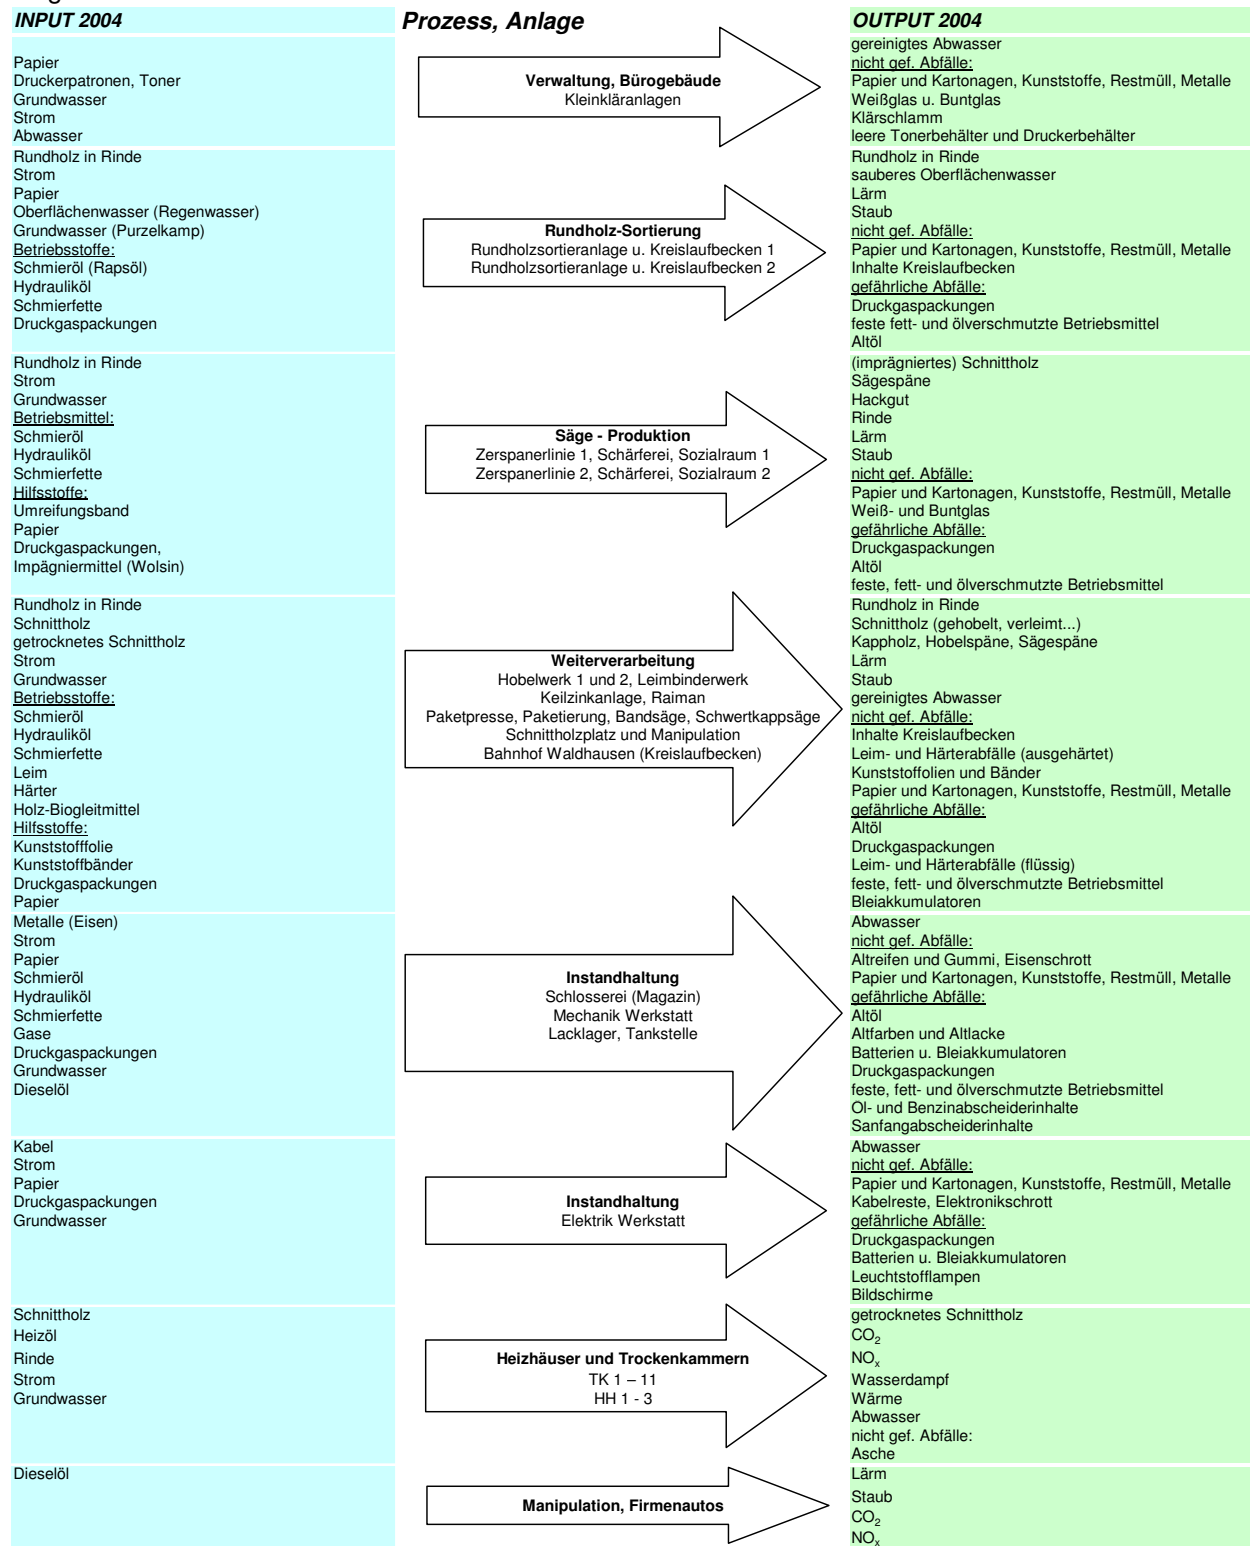 INPUT 2004
Prozess, Anlage
OUTPUT 2004
Papier
Druckerpatronen, Toner
Grundwasser
Strom
Abwasser
Verwaltung, Bürogebäude
Kleinkläranlagen
gereinigtes Abwasser
nicht gef. Abfälle:
Papier und Kartonagen, Kunststoffe, Restmüll, Metalle
Weißglas u. Buntglas
Klärschlamm
leere Tonerbehälter und Druckerbehälter
Rundholz in Rinde
Strom
Papier
Oberflächenwasser (Regenwasser)
Grundwasser (Purzelkamp)
Betriebsstoffe:
Schmieröl (Rapsöl)
Hydrauliköl
Schmierfette
Druckgaspackungen
Rundholz-Sortierung
Rundholzsortieranlage u. Kreislaufbecken 1
Rundholzsortieranlage u. Kreislaufbecken 2
Rundholz in Rinde
sauberes Oberflächenwasser
Lärm
Staub
nicht gef. Abfälle:
Papier und Kartonagen, Kunststoffe, Restmüll, Metalle
Inhalte Kreislaufbecken
gefährliche Abfälle:
Druckgaspackungen
feste fett- und ölverschmutzte Betriebsmittel
Altöl
Rundholz in Rinde
Strom
Grundwasser
Betriebsmittel:
Schmieröl
Hydrauliköl
Schmierfette
Hilfsstoffe:
Umreifungsband
Papier
Druckgaspackungen,
Impägniermittel (Wolsin)
Säge - Produktion
Zerspanerlinie 1, Schärferei, Sozialraum 1
Zerspanerlinie 2, Schärferei, Sozialraum 2
(imprägniertes) Schnittholz
Sägespäne
Hackgut
Rinde
Lärm
Staub
nicht gef. Abfälle:
Papier und Kartonagen, Kunststoffe, Restmüll, Metalle
Weiß- und Buntglas
gefährliche Abfälle:
Druckgaspackungen
Altöl
feste, fett- und ölverschmutzte Betriebsmittel
Rundholz in Rinde
Schnittholz
getrocknetes Schnittholz
Strom
Grundwasser
Betriebsstoffe:
Schmieröl
Hydrauliköl
Schmierfette
Leim
Härter
Holz-Biogleitmittel
Hilfsstoffe:
Kunststofffolie
Kunststoffbänder
Druckgaspackungen
Papier
Weiterverarbeitung
Hobelwerk 1 und 2, Leimbinderwerk
Keilzinkanlage, Raiman
Paketpresse, Paketierung, Bandsäge, Schwertkappsäge
Schnittholzplatz und Manipulation
Bahnhof Waldhausen (Kreislaufbecken)
Rundholz in Rinde
Schnittholz (gehobelt, verleimt...)
Kappholz, Hobelspäne, Sägespäne
Lärm
Staub
gereinigtes Abwasser
nicht gef. Abfälle:
Inhalte Kreislaufbecken
Leim- und Härterabfälle (ausgehärtet)
Kunststoffolien und Bänder
Papier und Kartonagen, Kunststoffe, Restmüll, Metalle
gefährliche Abfälle:
Altöl
Druckgaspackungen
Leim- und Härterabfälle (flüssig)
feste, fett- und ölverschmutzte Betriebsmittel
Bleiakkumulatoren
Metalle (Eisen)
Strom
Papier
Schmieröl
Hydrauliköl
Schmierfette
Gase
Druckgaspackungen
Grundwasser
Dieselöl
Instandhaltung
Schlosserei (Magazin)
Mechanik Werkstatt
Lacklager, Tankstelle
Abwasser
nicht gef. Abfälle:
Altreifen und Gummi, Eisenschrott
Papier und Kartonagen, Kunststoffe, Restmüll, Metalle
gefährliche Abfälle:
Altöl
Altfarben und Altlacke
Batterien u. Bleiakkumulatoren
Druckgaspackungen
feste, fett- und ölverschmutzte Betriebsmittel
Öl- und Benzinabscheiderinhalte
Sanfangabscheiderinhalte
Kabel
Strom
Papier
Druckgaspackungen
Grundwasser
Instandhaltung
Elektrik Werkstatt
Abwasser
nicht gef. Abfälle:
Papier und Kartonagen, Kunststoffe, Restmüll, Metalle
Kabelreste, Elektronikschrott
gefährliche Abfälle:
Druckgaspackungen
Batterien u. Bleiakkumulatoren
Leuchtstofflampen
Bildschirme
Schnittholz
Heizöl
Rinde
Strom
Grundwasser
Heizhäuser und Trockenkammern
TK 1 – 11
HH 1 - 3
getrocknetes Schnittholz
CO₂
NOₓ
Wasserdampf
Wärme
Abwasser
nicht gef. Abfälle:
Asche
Dieselöl
Manipulation, Firmenautos
Lärm
Staub
CO₂
NOₓ